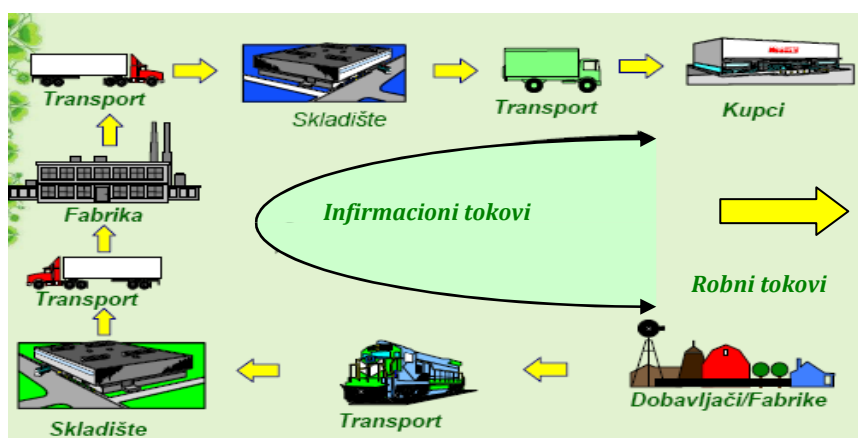 Transport
Skladište
Transport
Kupci
Fabrika
Infirmacioni tokovi
Transport
Robni tokovi
Skladište
Transport
Dobavljači/Fabrike